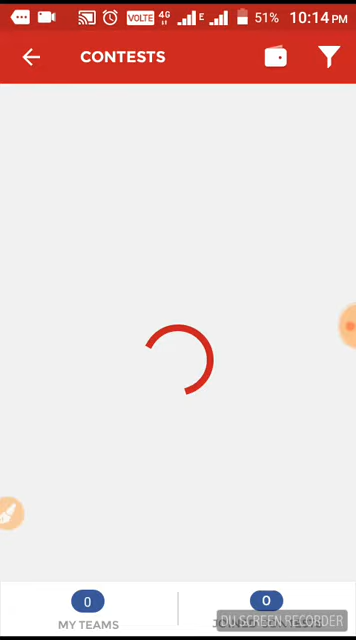 VOLTE 4G E 51% 10:14 PM
CONTESTS
0 0
MY TEAMS
DU SCREEN RECORDER